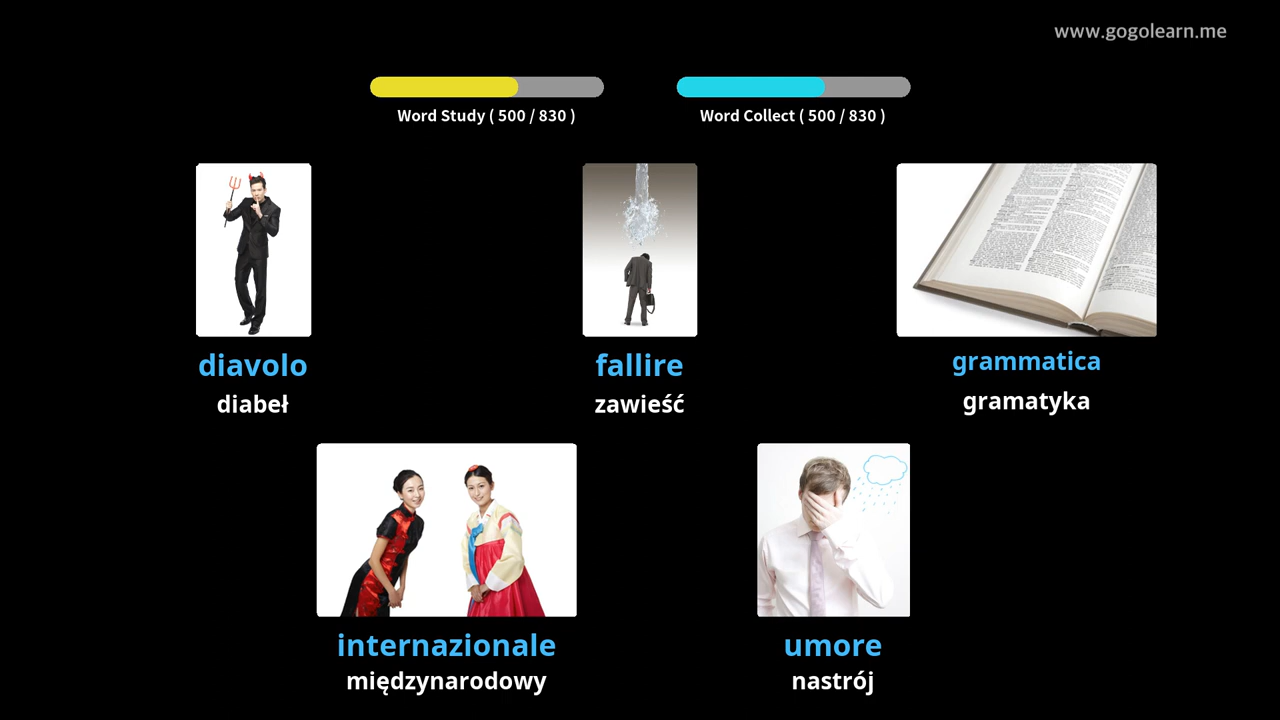 www.gogolearn.me
Word Study ( 500 / 830 )
Word Collect ( 500 / 830 )
diavolo
diabeł
fallire
zawieść
grammatica
gramatyka
internazionale
międzynarodowy
umore
nastrój